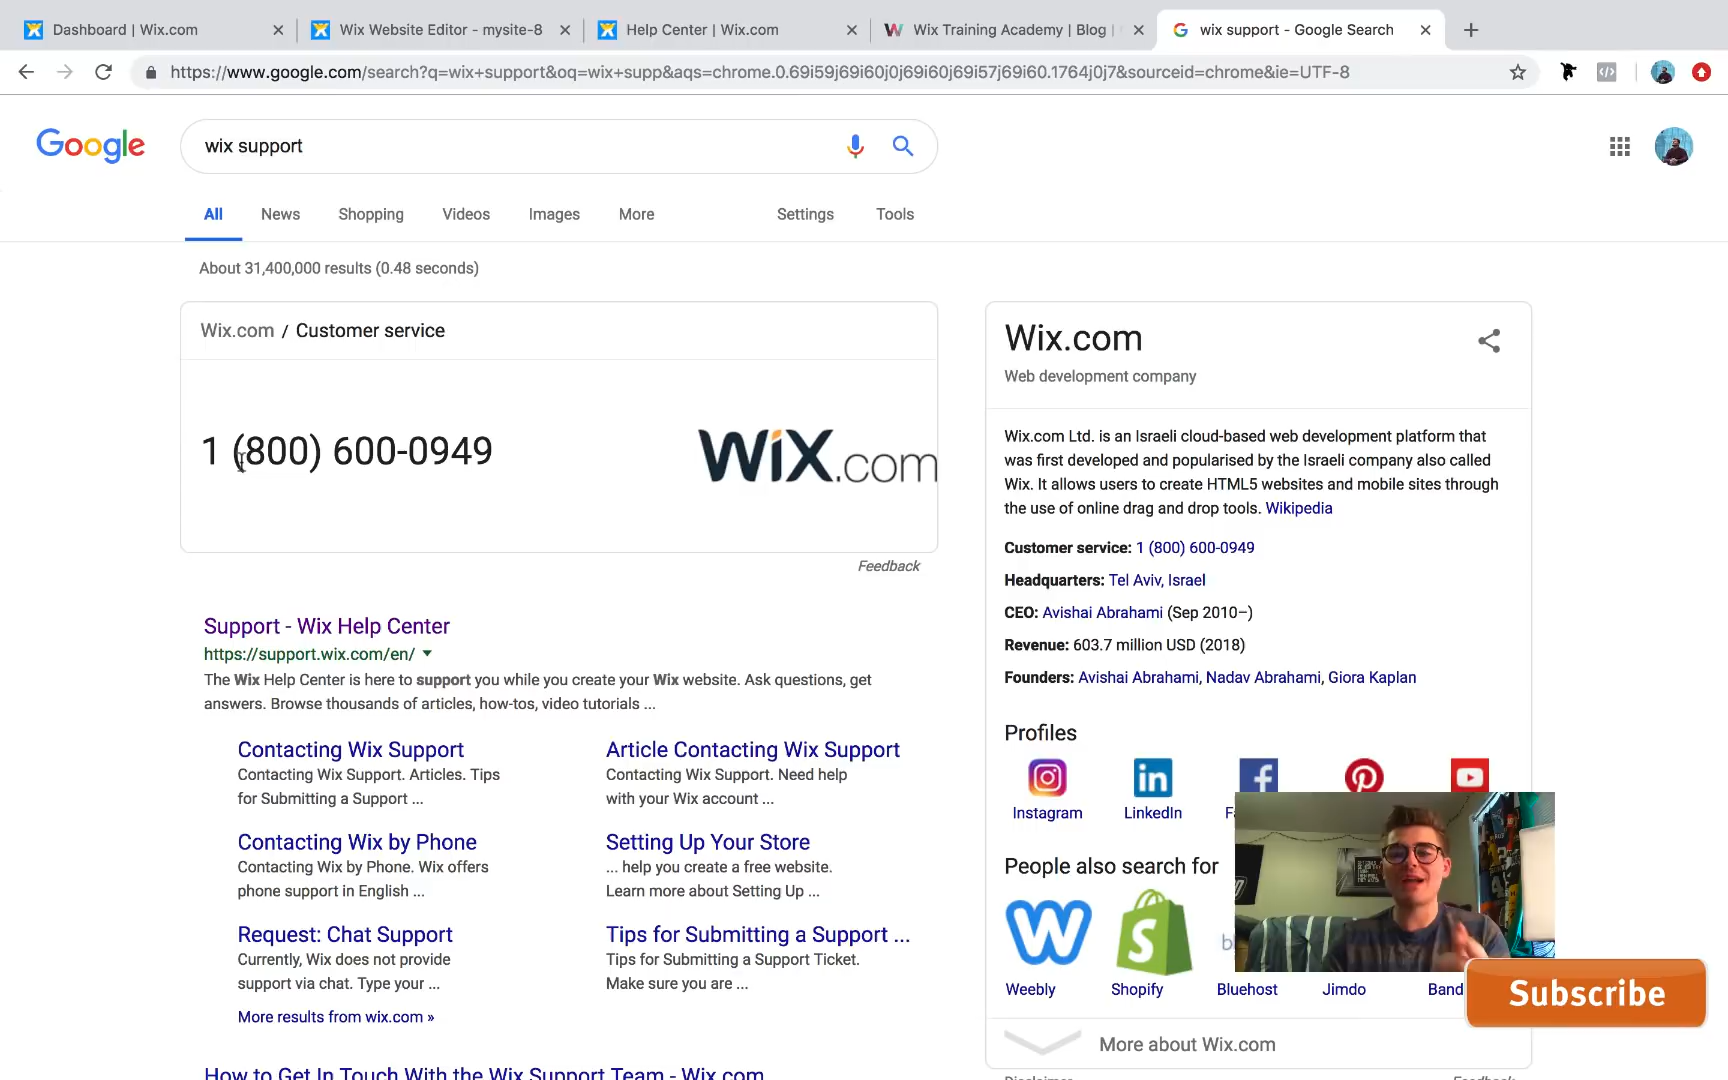 Dashboard | Wix.com
Wix Website Editor - mysite-8
Help Center | Wix.com
Wix Training Academy | Blog |
wix support - Google Search
https://www.google.com/search?q=wix+support&oq=wix+supp&aqs=chrome.0.69i59j69i60j0j69i60j69i57j69i60.1764j0j7&sourceid=chrome&ie=UTF-8
Google
wix support
All
News
Shopping
Videos
Images
More
Settings
Tools
About 31,400,000 results (0.48 seconds)
Wix.com / Customer service
1 (800) 600-0949
WiX.com
Feedback
Support - Wix Help Center
https://support.wix.com/en/
The Wix Help Center is here to support you while you create your Wix website. Ask questions, get
answers. Browse thousands of articles, how-tos, video tutorials ...
Contacting Wix Support
Contacting Wix Support. Articles. Tips
for Submitting a Support ...
Article Contacting Wix Support
Contacting Wix Support. Need help
with your Wix account ...
Contacting Wix by Phone
Contacting Wix by Phone. Wix offers
phone support in English ...
Setting Up Your Store
... help you create a free website.
Learn more about Setting Up ...
Request: Chat Support
Currently, Wix does not provide
support via chat. Type your ...
Tips for Submitting a Support ...
Tips for Submitting a Support Ticket.
Make sure you are ...
More results from wix.com »
How to Get In Touch With the Wix Support Team - Wix.com
Wix.com
Web development company
Wix.com Ltd. is an Israeli cloud-based web development platform that
was first developed and popularised by the Israeli company also called
Wix. It allows users to create HTML5 websites and mobile sites through
the use of online drag and drop tools. Wikipedia
Customer service: 1 (800) 600-0949
Headquarters: Tel Aviv, Israel
CEO: Avishai Abrahami (Sep 2010–)
Revenue: 603.7 million USD (2018)
Founders: Avishai Abrahami, Nadav Abrahami, Giora Kaplan
Profiles
Instagram
LinkedIn
People also search for
Weebly
Shopify
Bluehost
Jimdo
Band
Subscribe
More about Wix.com
Disclaimer
Feedback